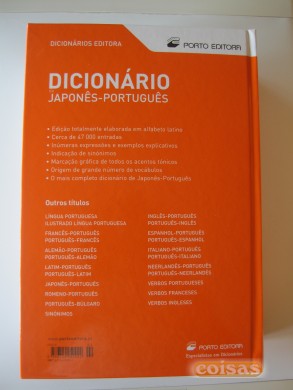 DICIONÁRIOS EDITORA
PORTO EDITORA
DICIONÁRIO
JAPONÊS-PORTUGUÊS
• Edição totalmente elaborada em alfabeto latino
• Cerca de 47 000 entradas
• Inúmeras expressões e exemplos explicativos
• Indicação de sinónimos
• Marcação gráfica de todos os acentos tónicos
• Origem de grande número de vocábulos
• O mais completo dicionário de Japonês-Português
Outros títulos
LÍNGUA PORTUGUESA
ILUSTRADO LÍNGUA PORTUGUESA
FRANCÊS-PORTUGUÊS
PORTUGUÊS-FRANCÊS
ALEMÃO-PORTUGUÊS
PORTUGUÊS-ALEMÃO
LATIM-PORTUGUÊS
PORTUGUÊS-LATIM
JAPONÊS-PORTUGUÊS
ROMENO-PORTUGUÊS
PORTUGUÊS-BÚLGARO
SINÓNIMOS
INGLÊS-PORTUGUÊS
PORTUGUÊS-INGLÊS
ESPANHOL-PORTUGUÊS
PORTUGUÊS-ESPANHOL
ITALIANO-PORTUGUÊS
PORTUGUÊS-ITALIANO
NEERLANDÊS-PORTUGUÊS
PORTUGUÊS-NEERLANDÊS
VERBOS PORTUGUESES
VERBOS FRANCESES
VERBOS INGLESES
PORTO EDITORA
Especialistas em Dicionários
coisas